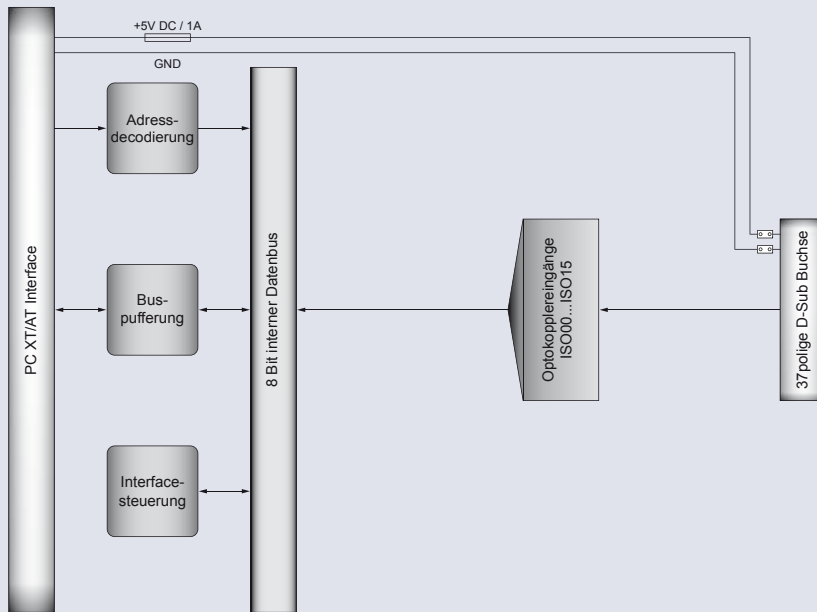 +5V DC / 1A
GND
PC XT/AT Interface
Adress-
decodierung
Bus-
pufferung
Interface-
steuerung
8 Bit interner Datenbus
Optokopplereingänge
ISO00...ISO15
37polige D-Sub Buchse